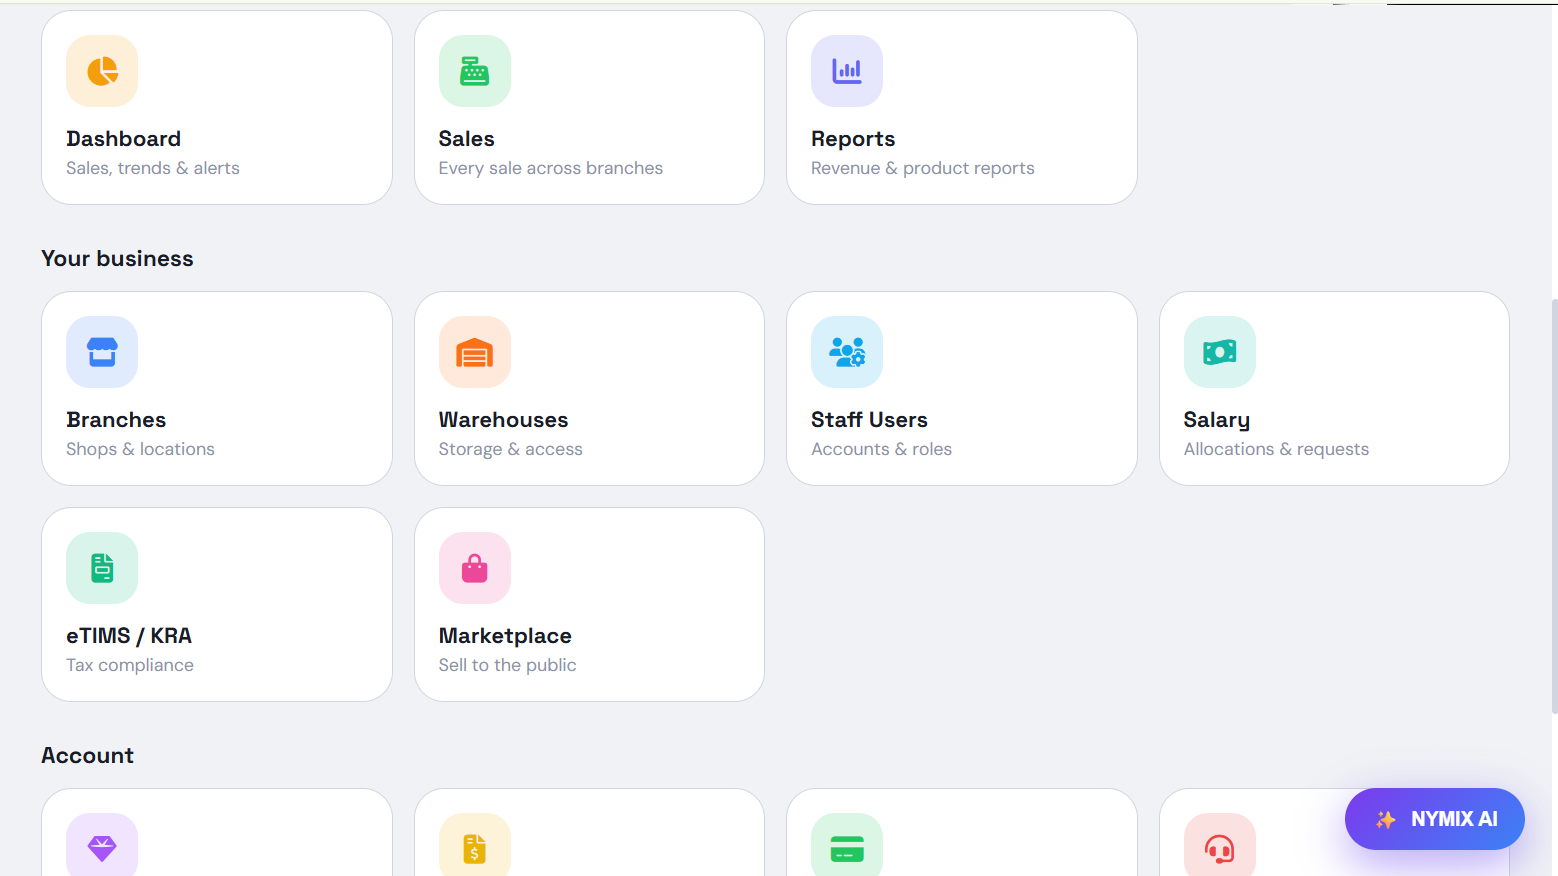 Dashboard
Sales, trends & alerts
Sales
Every sale across branches
Reports
Revenue & product reports
Your business
Branches
Shops & locations
Warehouses
Storage & access
Staff Users
Accounts & roles
Salary
Allocations & requests
eTIMS / KRA
Tax compliance
Marketplace
Sell to the public
Account
NYMIX AI